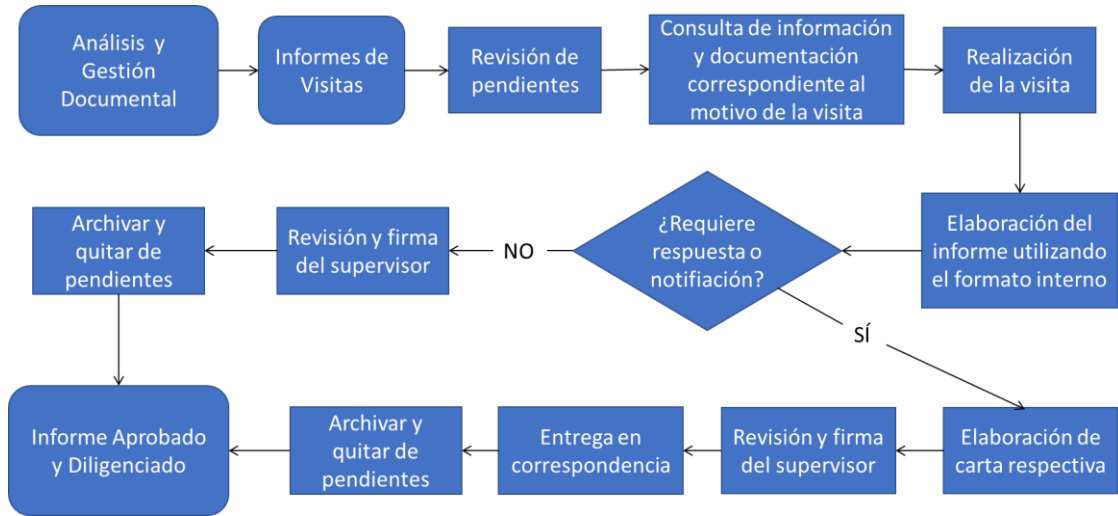 Análisis y
Gestión
Documental
Informes de
Visitas
Revisión de
pendientes
Consulta de información
y documentación
correspondiente al
motivo de la visita
Realización
de la visita
Elaboración del
informe utilizando
el formato interno
¿Requiere
respuesta o
notifiación?
NO
Revisión y firma
del supervisor
Archivar y
quitar de
pendientes
SÍ
Elaboración de
carta respectiva
Revisión y firma
del supervisor
Entrega en
correspondencia
Archivar y
quitar de
pendientes
Informe Aprobado
y Diligenciado